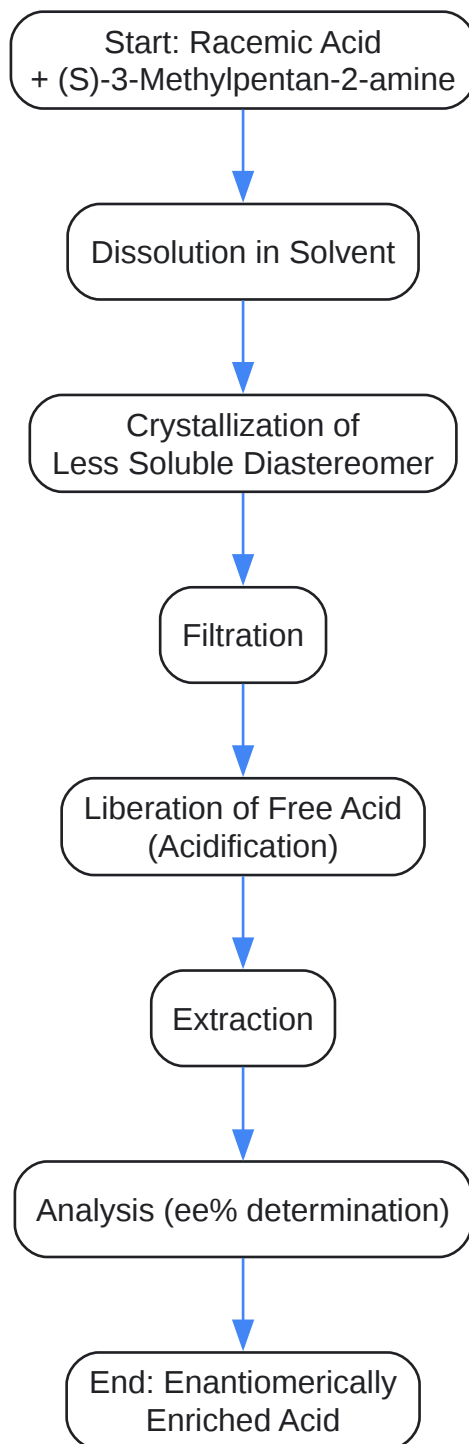 Start: Racemic Acid
+ (S)-3-Methylpentan-2-amine
Dissolution in Solvent
Crystallization of
Less Soluble Diastereomer
Filtration
Liberation of Free Acid
(Acidification)
Extraction
Analysis (ee% determination)
End: Enantiomerically
Enriched Acid